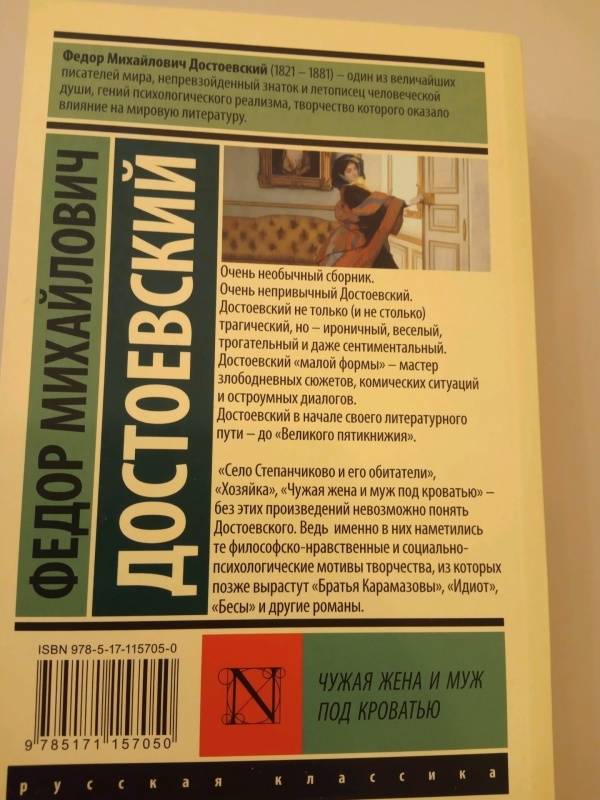 Федор Михайлович Достоевский (1821 – 1881) – один из величайших
писателей мира, непревзойденный знаток и летописец человеческой
души, гений психологического реализма, творчество которого оказало
влияние на мировую литературу.
ФЕДОР МИХАЙЛОВИЧ
ДОСТОЕВСКИЙ
Очень необычный сборник.
Очень непривычный Достоевский.
Достоевский не только (и не столько)
трагический, но – ироничный, веселый,
трогательный и даже сентиментальный.
Достоевский «малой формы» – мастер
злободневных сюжетов, комических ситуаций
и остроумных диалогов.
Достоевский в начале своего литературного
пути – до «Великого пятикнижия».
«Село Степанчиково и его обитатели»,
«Хозяйка», «Чужая жена и муж под кроватью» –
без этих произведений невозможно понять
Достоевского. Ведь именно в них наметились
те философско-нравственные и социально-
психологические мотивы творчества, из которых
позже вырастут «Братья Карамазовы», «Идиот»,
«Бесы» и другие романы.
ISBN 978-5-17-115705-0
9 785171 157050
N
ЧУЖАЯ ЖЕНА И МУЖ
ПОД КРОВАТЬЮ
русская классика